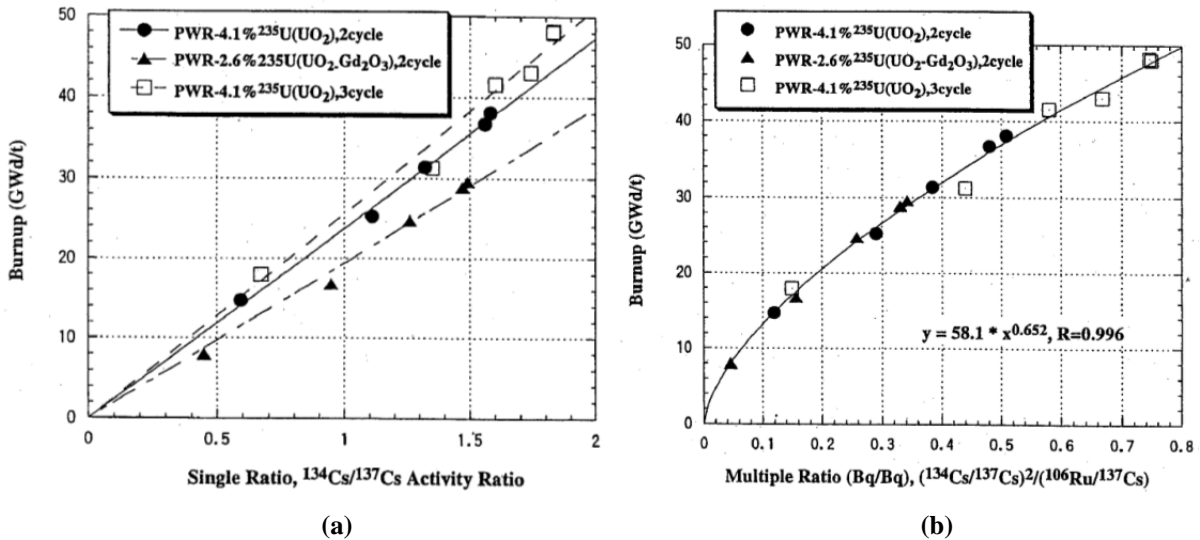 PWR-4.1%²³⁵U(UO₂),2cycle
PWR-2.6%235U(UO₂-Gd₂O₃),2cycle
PWR-4.1%²³⁵U(UO₂),3cycle
50
40
30
20
10
0
Burnup (GWd/t)
0
0.5
1
1.5
2
Single Ratio, ¹³⁴Cs/¹³⁷Cs Activity Ratio
(a)
PWR-4.1%²³⁵U(UO₂),2cycle
PWR-2.6%²³⁵U(UO₂-Gd₂O₃),2cycle
PWR-4.1%²³⁵U(UO₂),3cycle
50
40
30
20
10
0
Burnup (GWd/t)
y = 58.1 * x^0.652, R=0.996
0
0.1
0.2
0.3
0.4
0.5
0.6
0.7
0.8
Multiple Ratio (Bq/Bq), (¹³⁴Cs/¹³⁷Cs)²/(¹⁰⁶Ru/¹³⁷Cs)
(b)